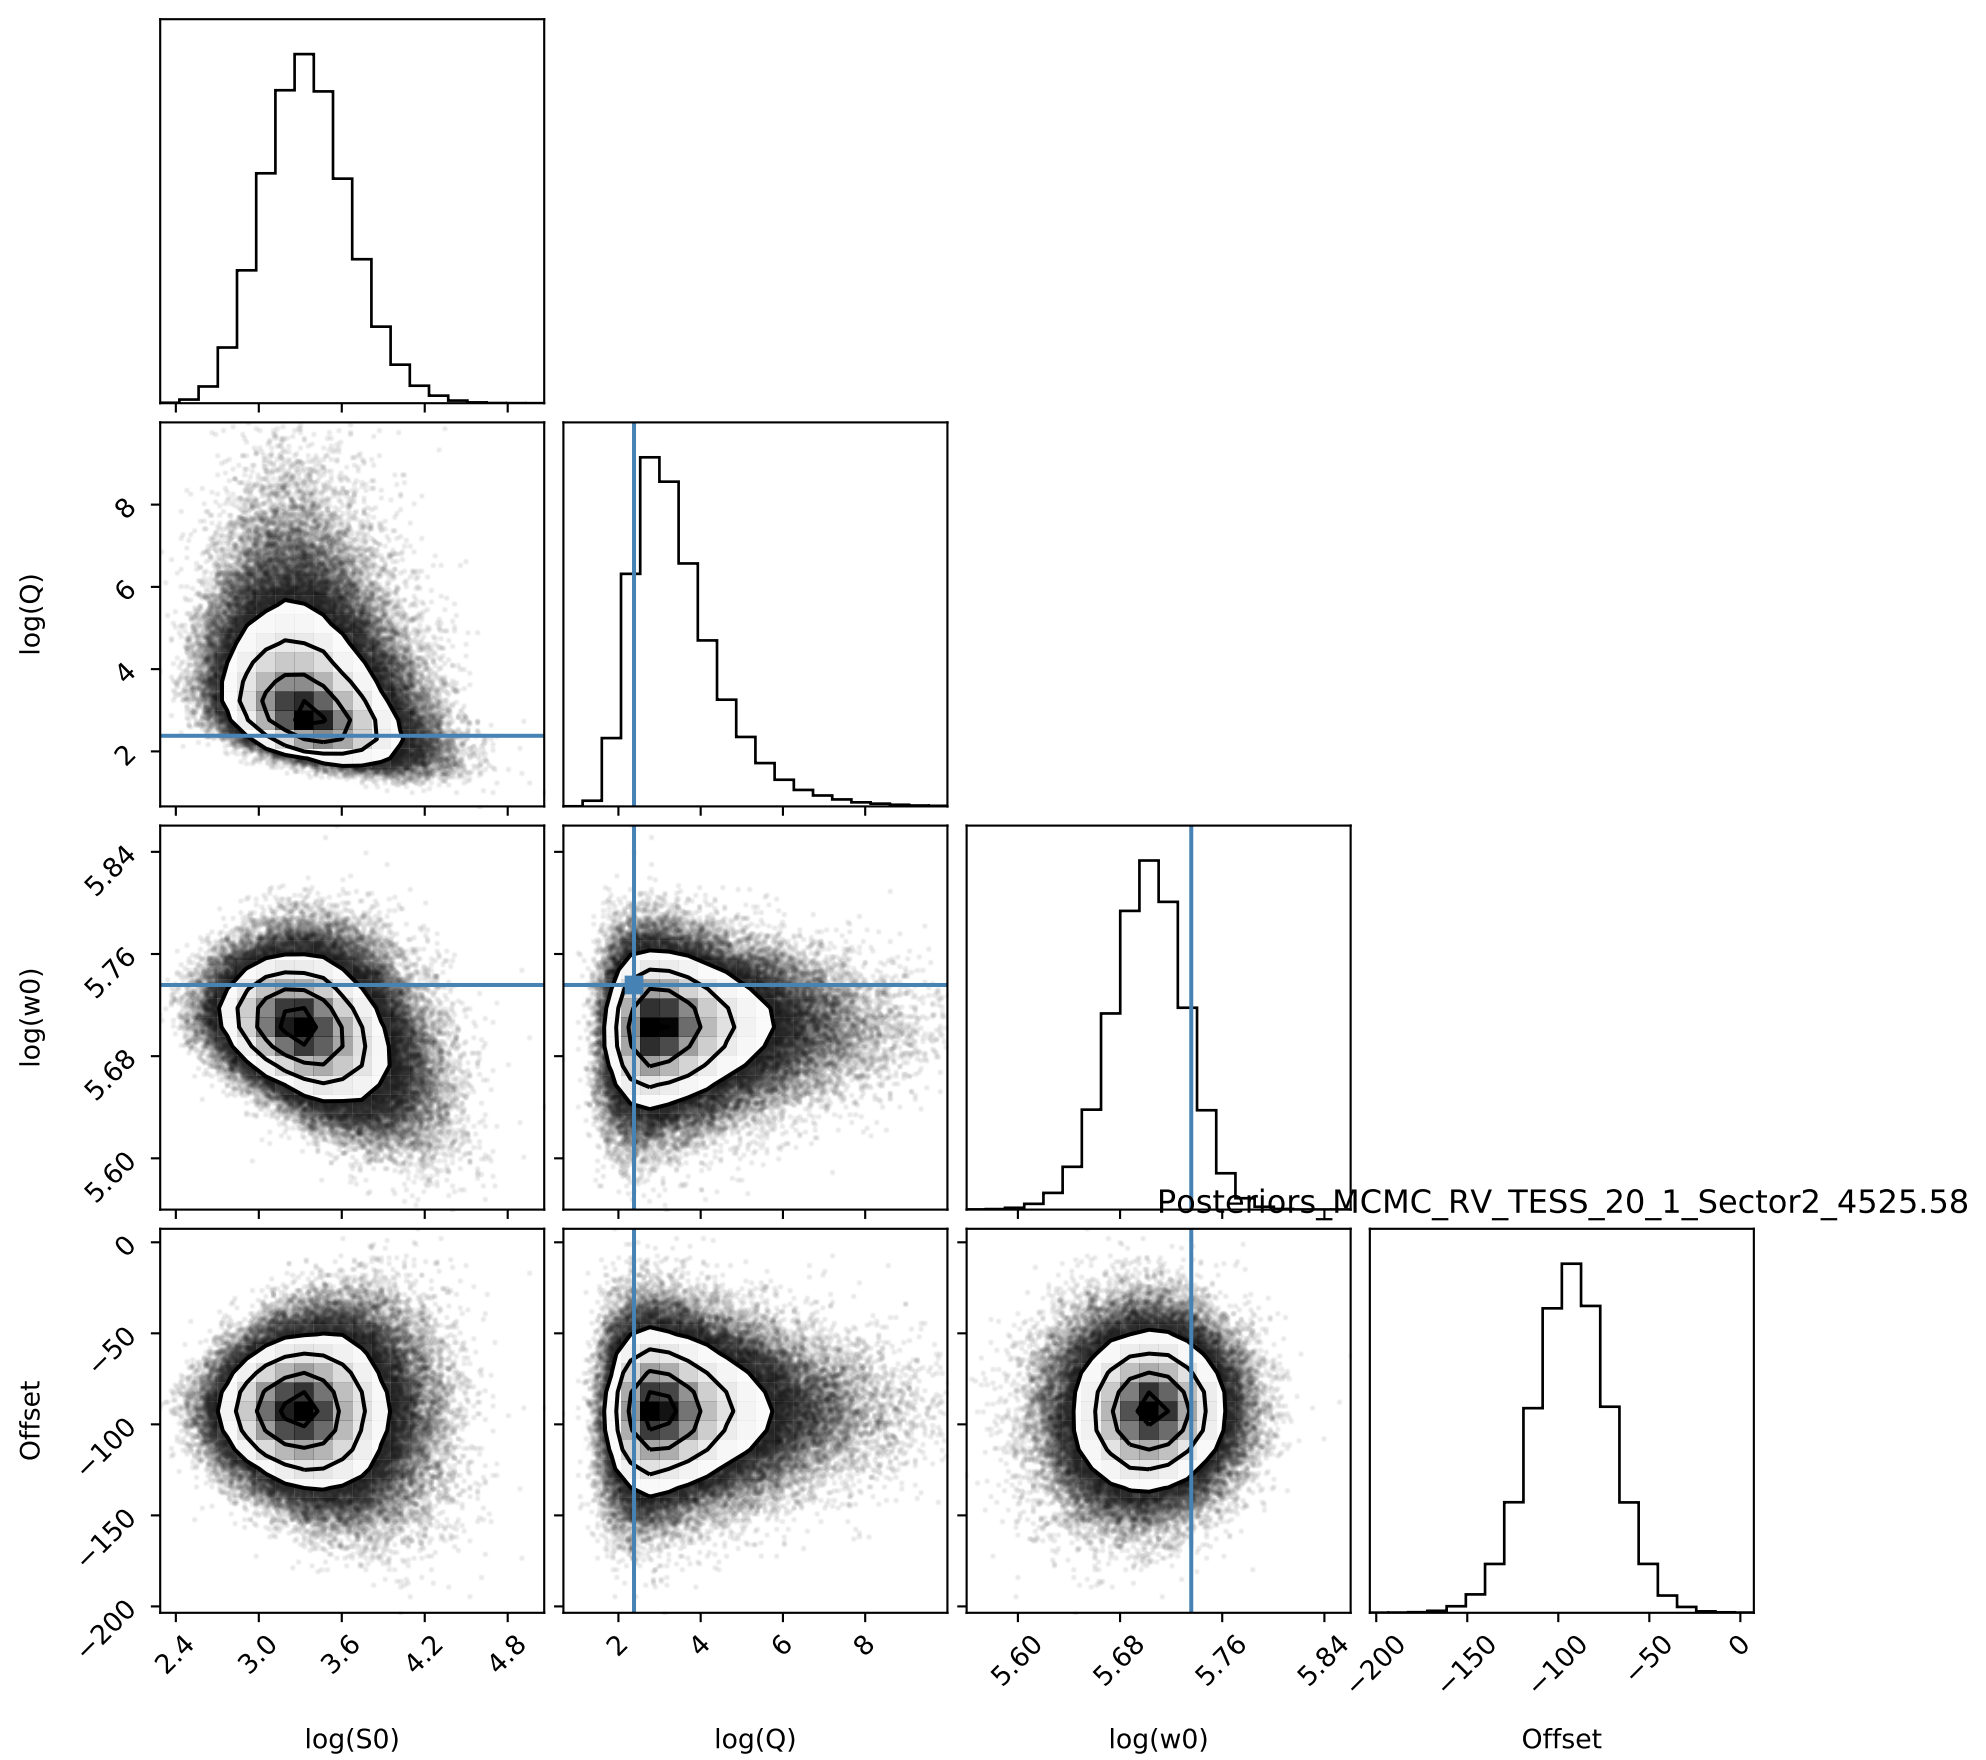 log(Q)
8
6
4
2
log(w0)
5.84
5.76
5.68
5.60
Posteriors_MCMC_RV_TESS_20_1_Sector2_4525.58
Offset
0
−50
−100
−150
−200
2.4 3.0 3.6 4.2 4.8
2 4 6 8
5.60 5.68 5.76 5.84
−200 −150 −100 −50 0
log(S0) log(Q) log(w0) Offset